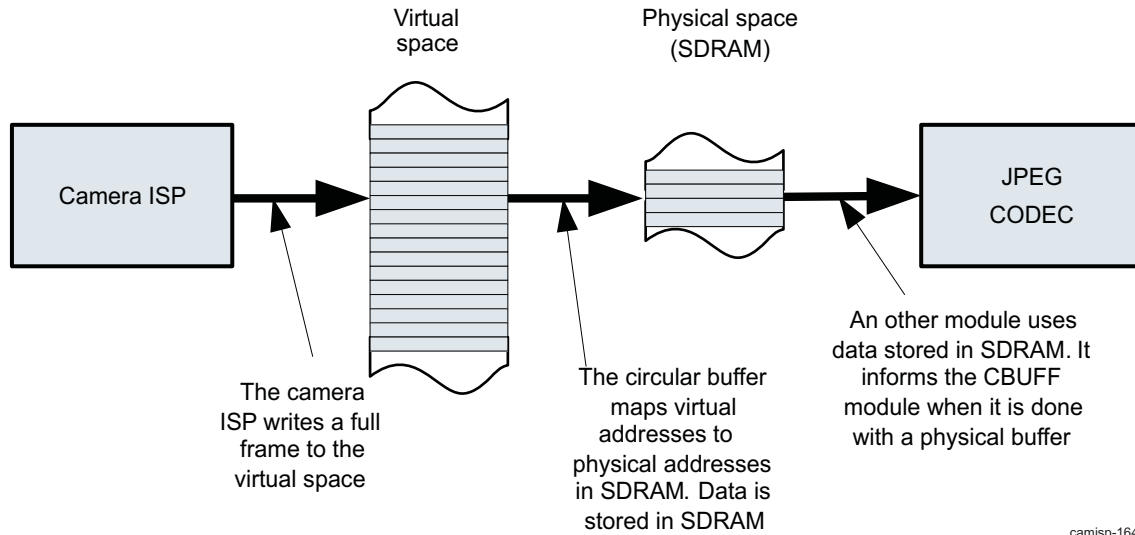 Virtual
space
Physical space
(SDRAM)
Camera ISP
JPEG
CODEC
The camera
ISP writes a full
frame to the
virtual space
The circular buffer
maps virtual
addresses to
physical addresses
in SDRAM. Data is
stored in SDRAM
An other module uses
data stored in SDRAM. It
informs the CBUFF
module when it is done
with a physical buffer
camisp-164